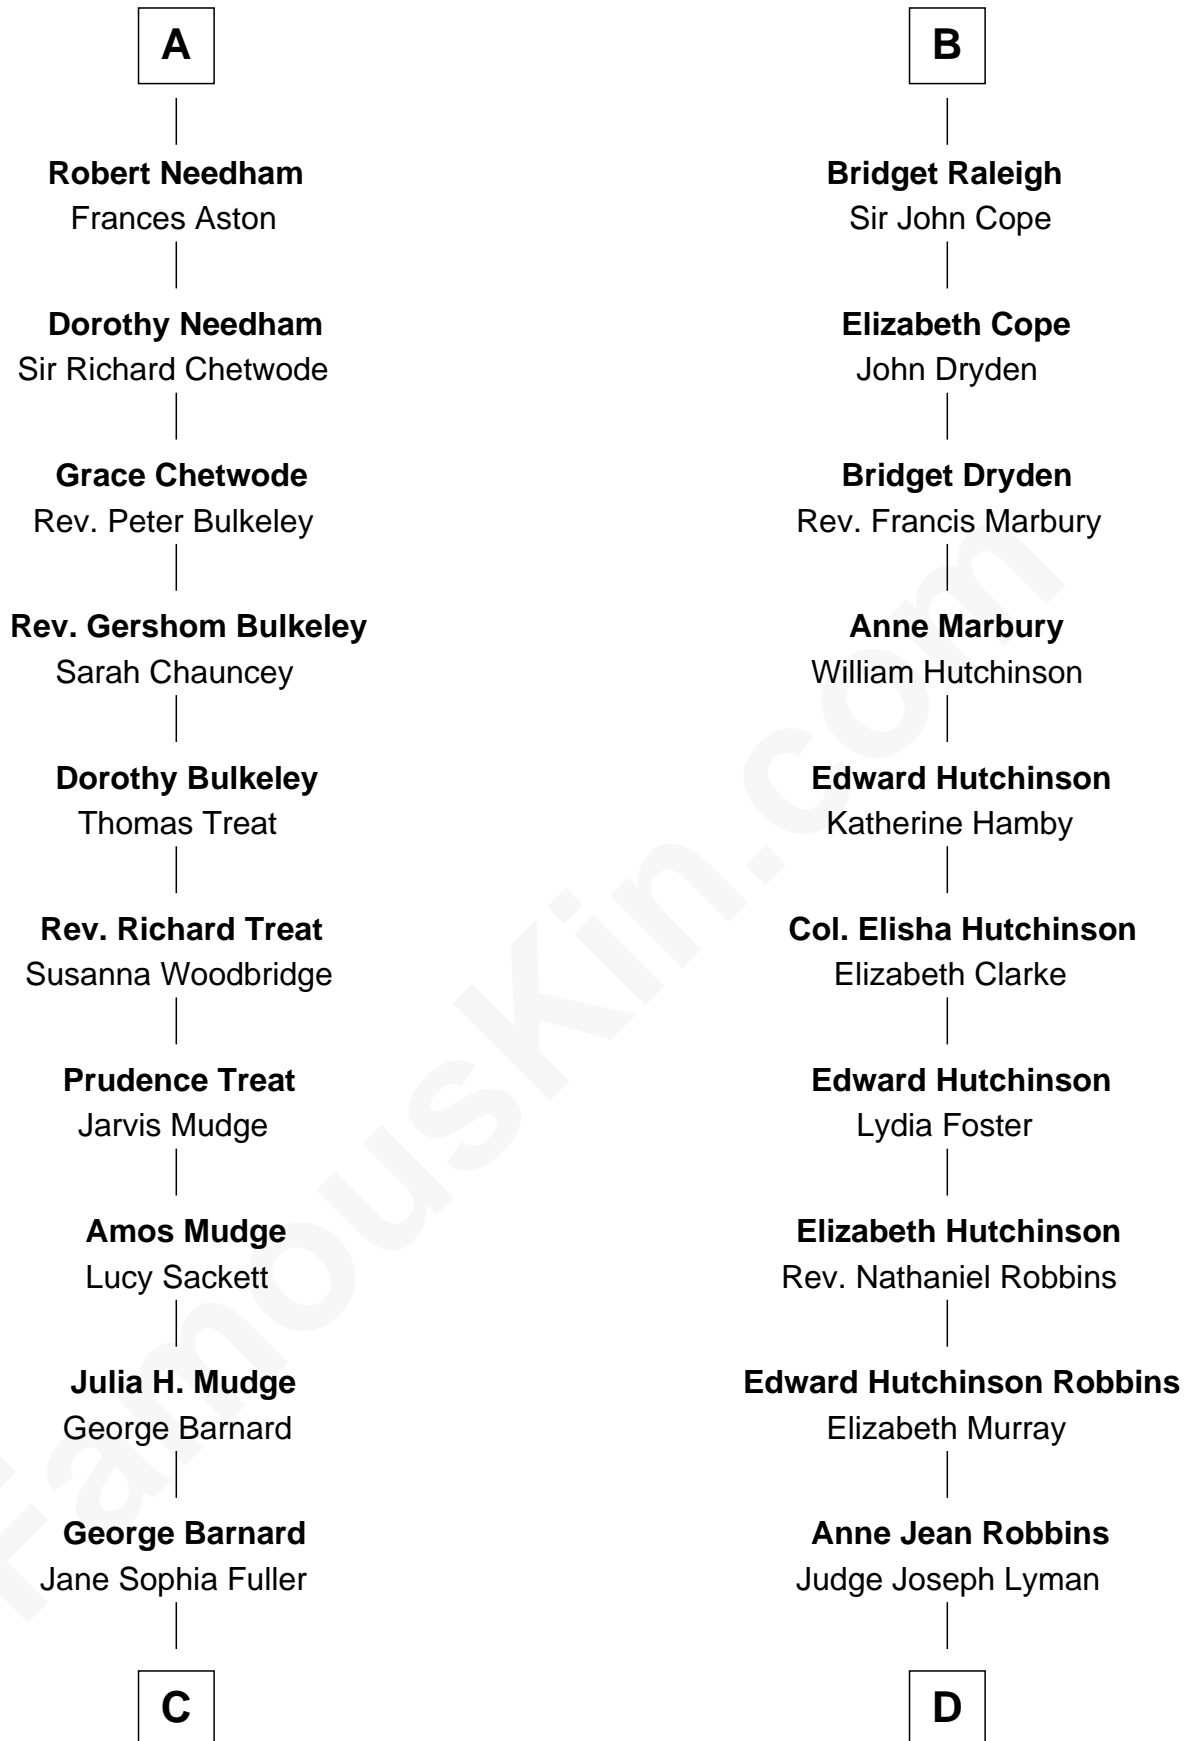 A
Robert Needham
Frances Aston
Dorothy Needham
Sir Richard Chetwode
Grace Chetwode
Rev. Peter Bulkeley
Rev. Gershom Bulkeley
Sarah Chauncey
Dorothy Bulkeley
Thomas Treat
Rev. Richard Treat
Susanna Woodbridge
Prudence Treat
Jarvis Mudge
Amos Mudge
Lucy Sackett
Julia H. Mudge
George Barnard
George Barnard
Jane Sophia Fuller
C
B
Bridget Raleigh
Sir John Cope
Elizabeth Cope
John Dryden
Bridget Dryden
Rev. Francis Marbury
Anne Marbury
William Hutchinson
Edward Hutchinson
Katherine Hamby
Col. Elisha Hutchinson
Elizabeth Clarke
Edward Hutchinson
Lydia Foster
Elizabeth Hutchinson
Rev. Nathaniel Robbins
Edward Hutchinson Robbins
Elizabeth Murray
Anne Jean Robbins
Judge Joseph Lyman
D
FamousKin.com